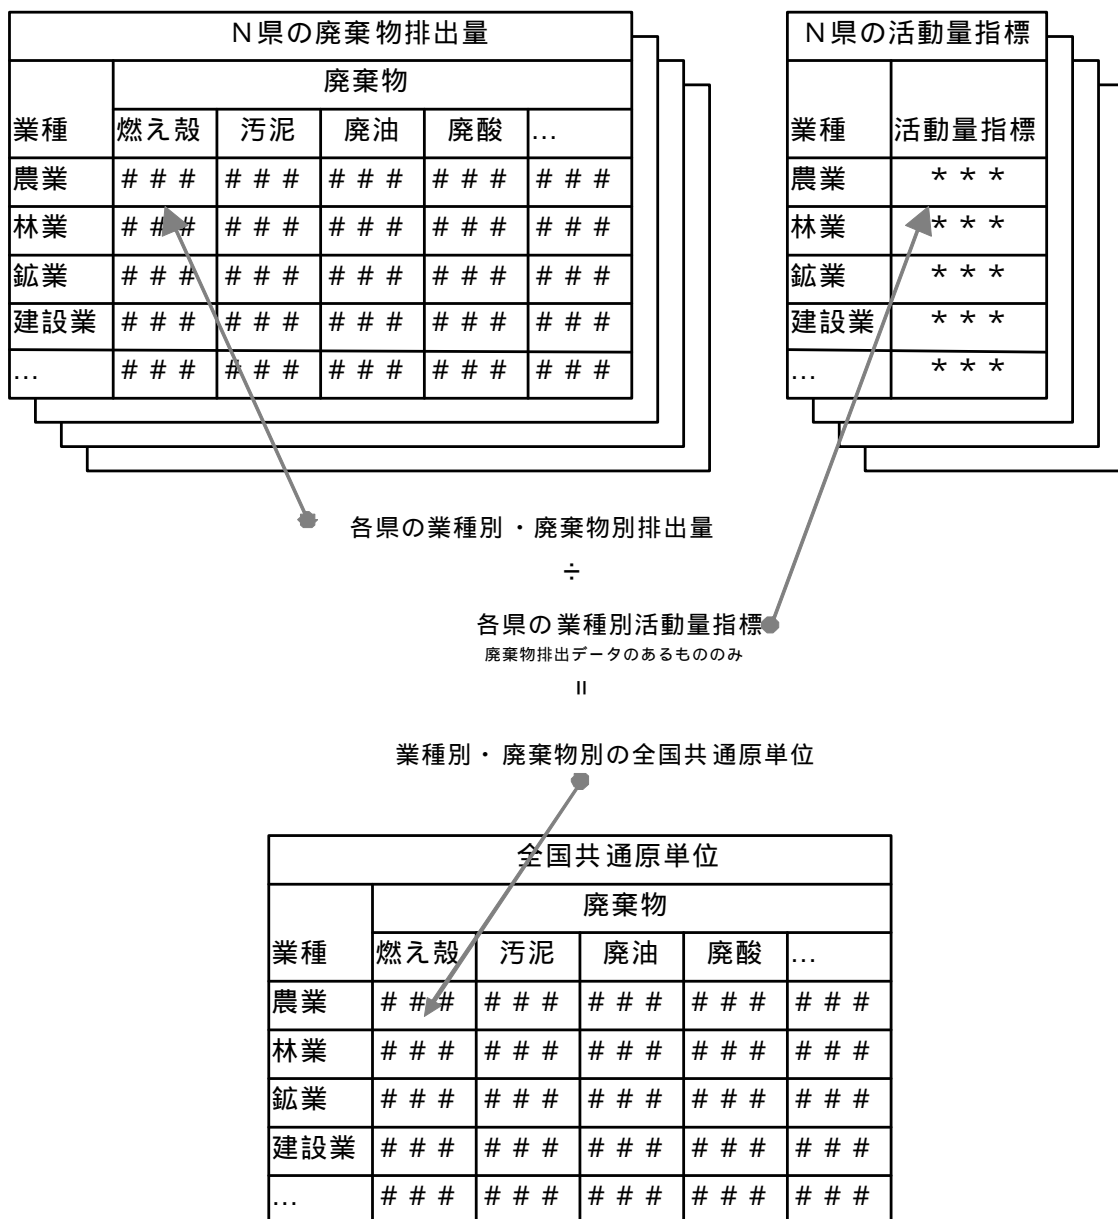 N県の廃棄物排出量
廃棄物
業種 燃え殻 汚泥 廃油 廃酸 …
農業 ### ### ### ### ###
林業 ### ### ### ### ###
鉱業 ### ### ### ### ###
建設業 ### ### ### ### ###
… ### ### ### ### ###
N県の活動量指標
業種 活動量指標
農業 ***
林業 ***
鉱業 ***
建設業 ***
… ***
各県の業種別・廃棄物別排出量
÷
各県の業種別活動量指標
廃棄物排出データのあるもののみ
=
業種別・廃棄物別の全国共通原単位
全国共通原単位
廃棄物
業種 燃え殻 汚泥 廃油 廃酸 …
農業 ### ### ### ### ###
林業 ### ### ### ### ###
鉱業 ### ### ### ### ###
建設業 ### ### ### ### ###
… ### ### ### ### ###